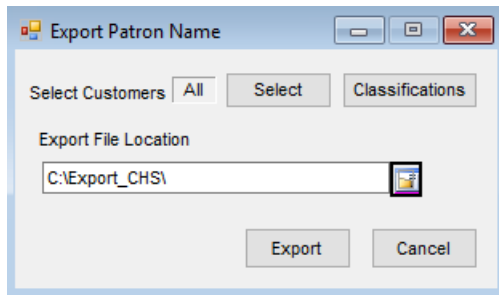 Export Patron Name
Select Customers All Select Classifications
Export File Location
C:\Export_CHS\
Export Cancel